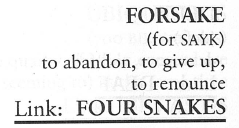 FORSAKE
(for SAYK)
to abandon, to give up,
to renounce
Link: FOUR SNAKES